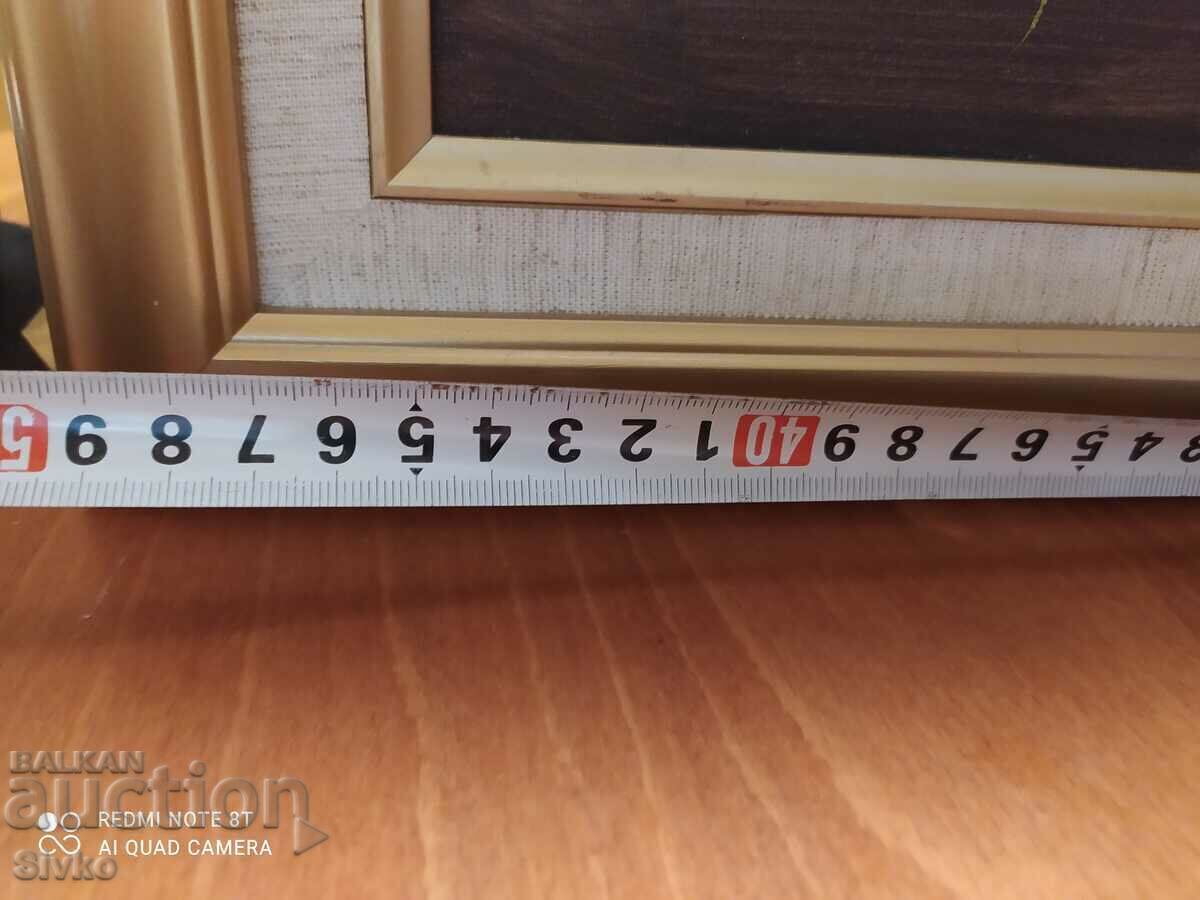 3 4 5 6 7 8 9 40 1 2 3 4 5 6 7 8 9 5
BALKAN
auction
REDMI NOTE 8T
AI QUAD CAMERA
Sivko